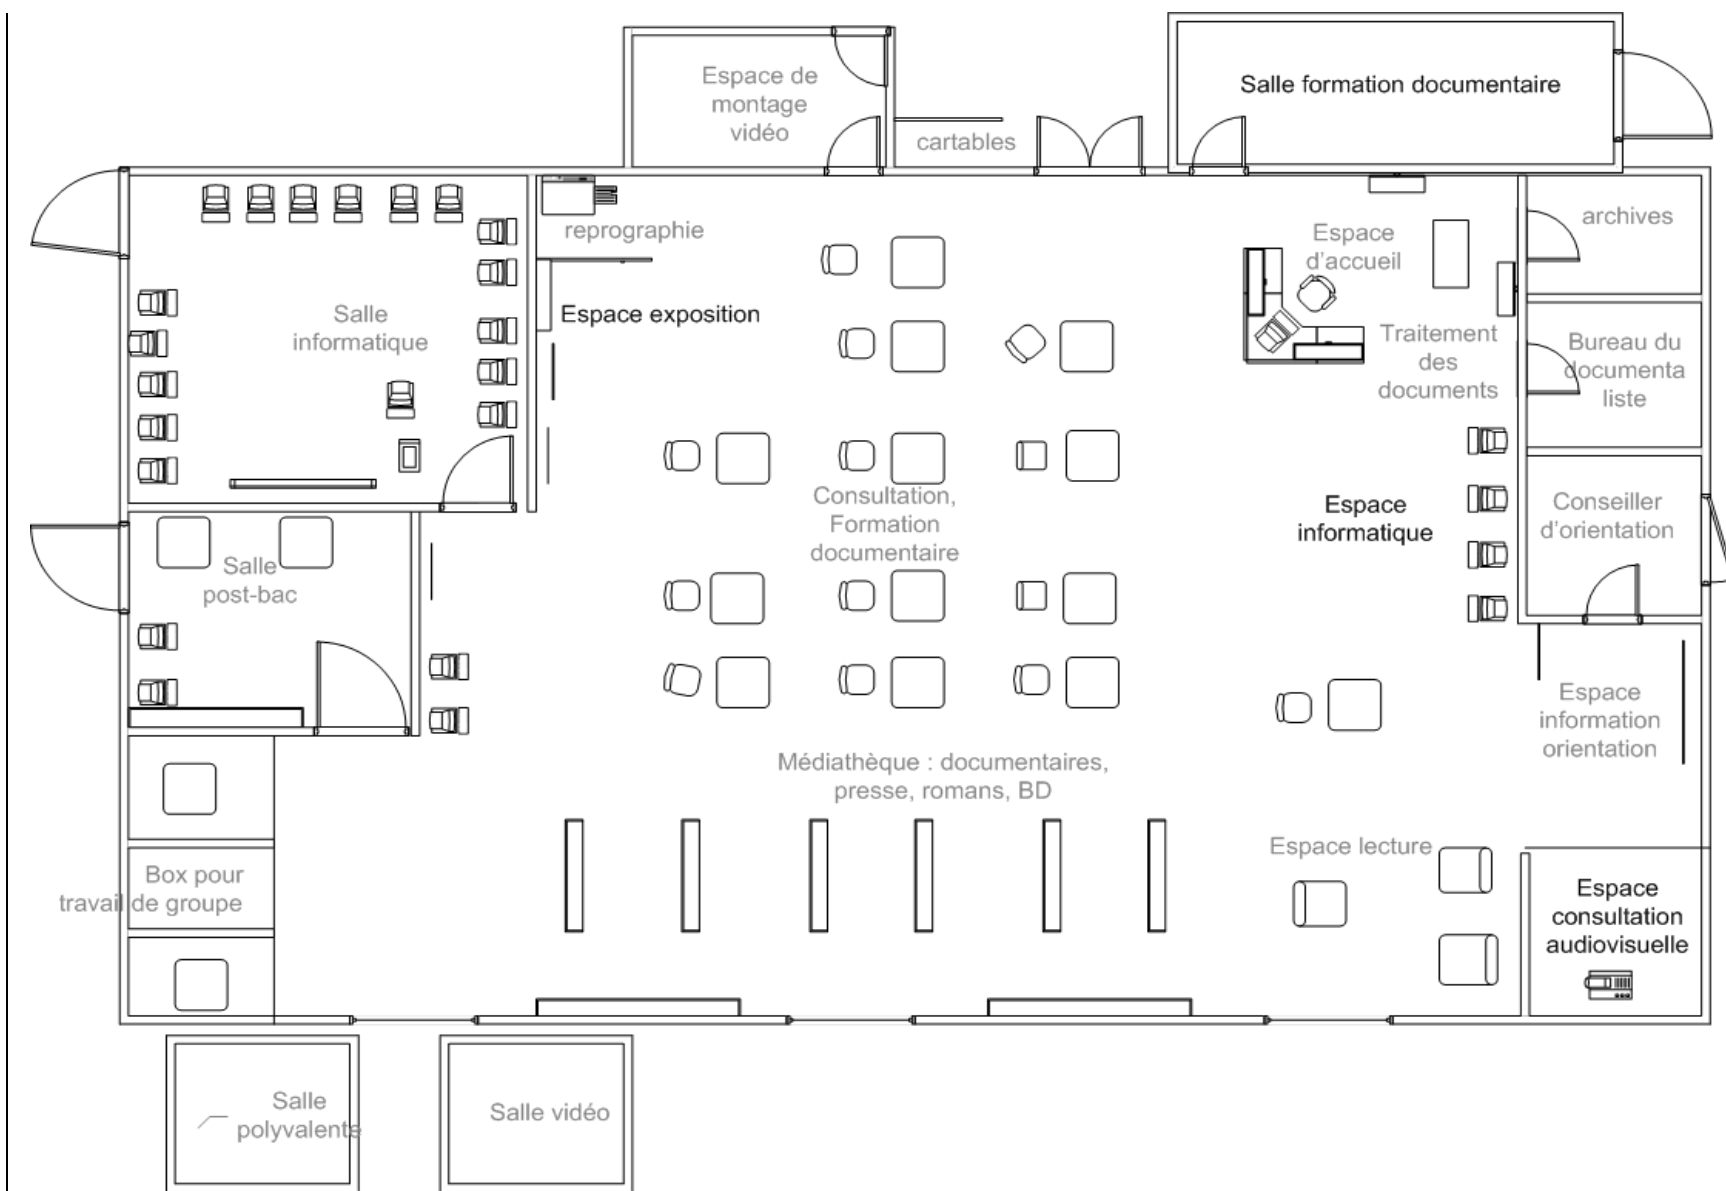 Espace de
montage
vidéo
cartables
Salle formation documentaire
reprographie
Espace exposition
Salle
informatique
Espace
d'accueil
Traitement
des
documents
archives
Bureau du
documenta
liste
Consultation,
Formation
documentaire
Espace
informatique
Conseiller
d'orientation
Salle
post-bac
Espace
information
orientation
Médiathèque : documentaires,
presse, romans, BD
Espace lecture
Box pour
travail de groupe
Espace
consultation
audiovisuelle
Salle
polyvalente
Salle vidéo